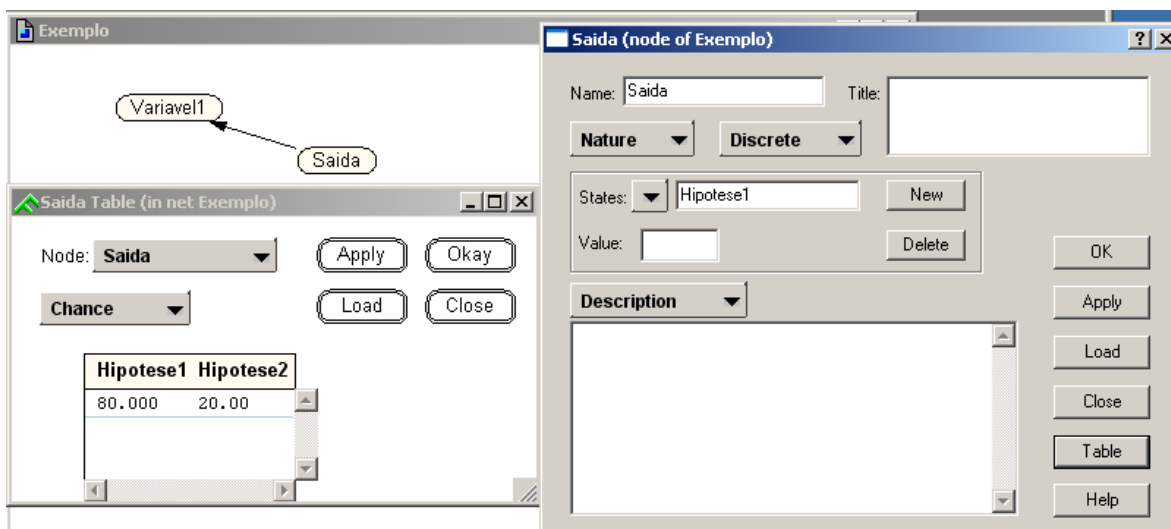 Exemplo
Variavel1
Saida
Saida Table (in net Exemplo)
Node: Saida
Apply
Okay
Chance
Load
Close
Hipotese1 Hipotese2
80.000 20.00
Saida (node of Exemplo)
Name: Saida
Title:
Nature
Discrete
States: Hipotese1
New
Value:
Delete
Description
OK
Apply
Load
Close
Table
Help